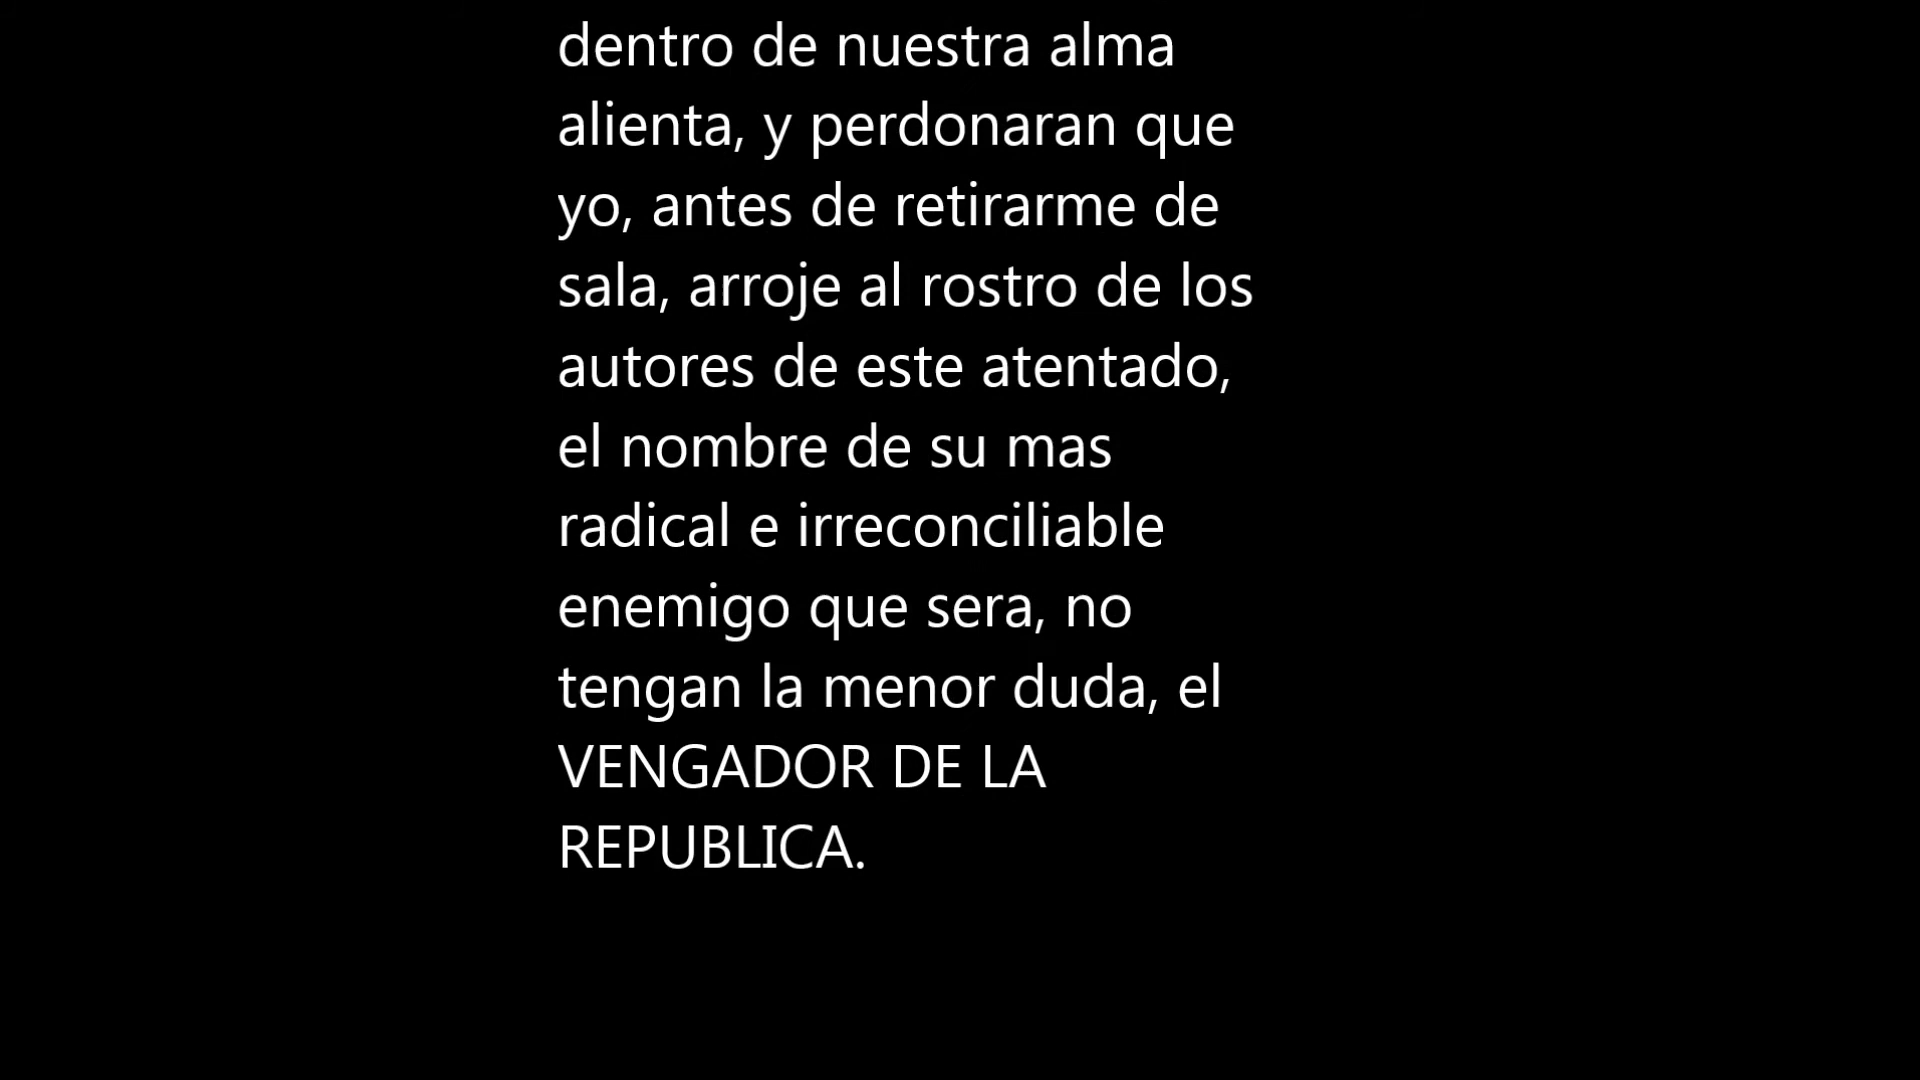 dentro de nuestra alma
alienta, y perdonaran que
yo, antes de retirarme de
sala, arroje al rostro de los
autores de este atentado,
el nombre de su mas
radical e irreconciliable
enemigo que sera, no
tengan la menor duda, el
VENGADOR DE LA
REPUBLICA.